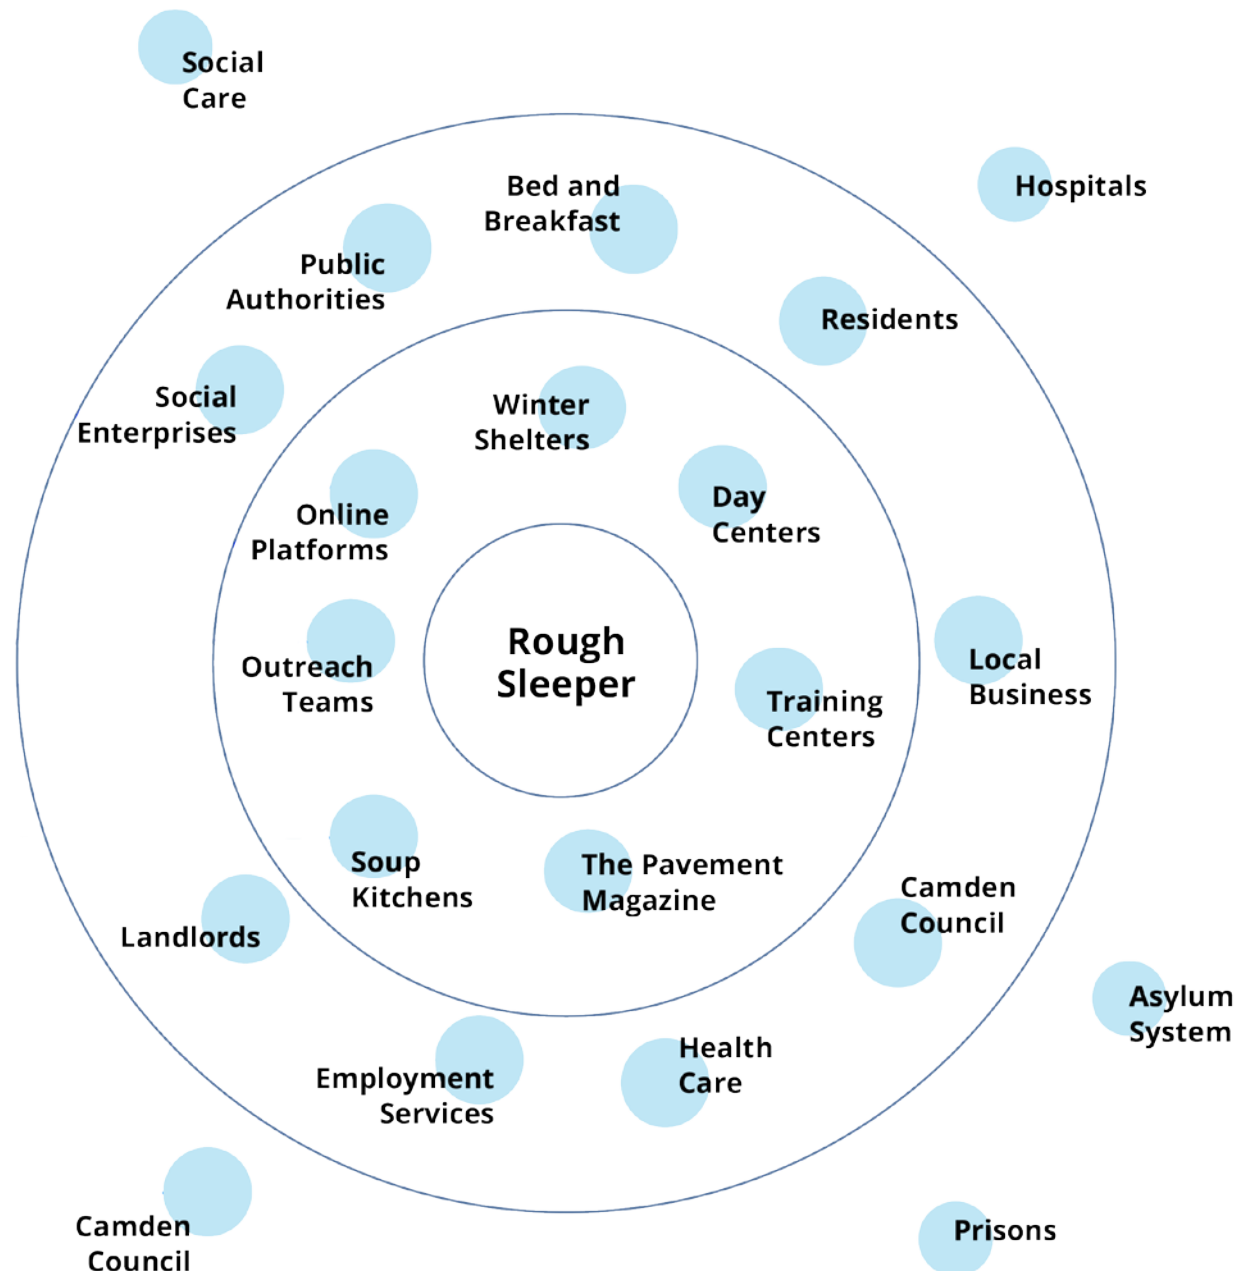 Social
Care
Hospitals
Bed and
Breakfast
Public
Authorities
Residents
Social
Enterprises
Winter
Shelters
Day
Centers
Online
Platforms
Rough
Sleeper
Outreach
Teams
Local
Business
Training
Centers
Soup
Kitchens
The Pavement
Magazine
Camden
Council
Landlords
Asylum
System
Health
Care
Employment
Services
Camden
Council
Prisons